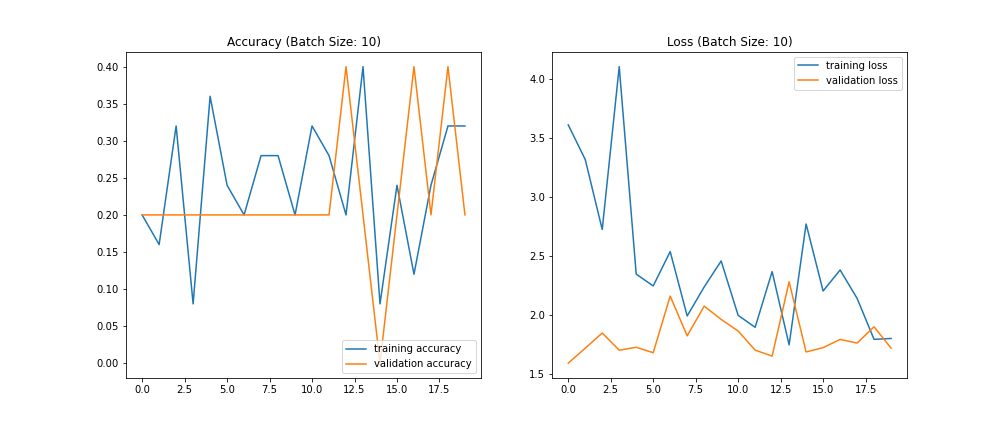 Accuracy (Batch Size: 10)
0.40
0.35
0.30
0.25
0.20
0.15
0.10
0.05
0.00
training accuracy
validation accuracy
0.0 2.5 5.0 7.5 10.0 12.5 15.0 17.5
Loss (Batch Size: 10)
training loss
validation loss
4.0
3.5
3.0
2.5
2.0
1.5
0.0 2.5 5.0 7.5 10.0 12.5 15.0 17.5